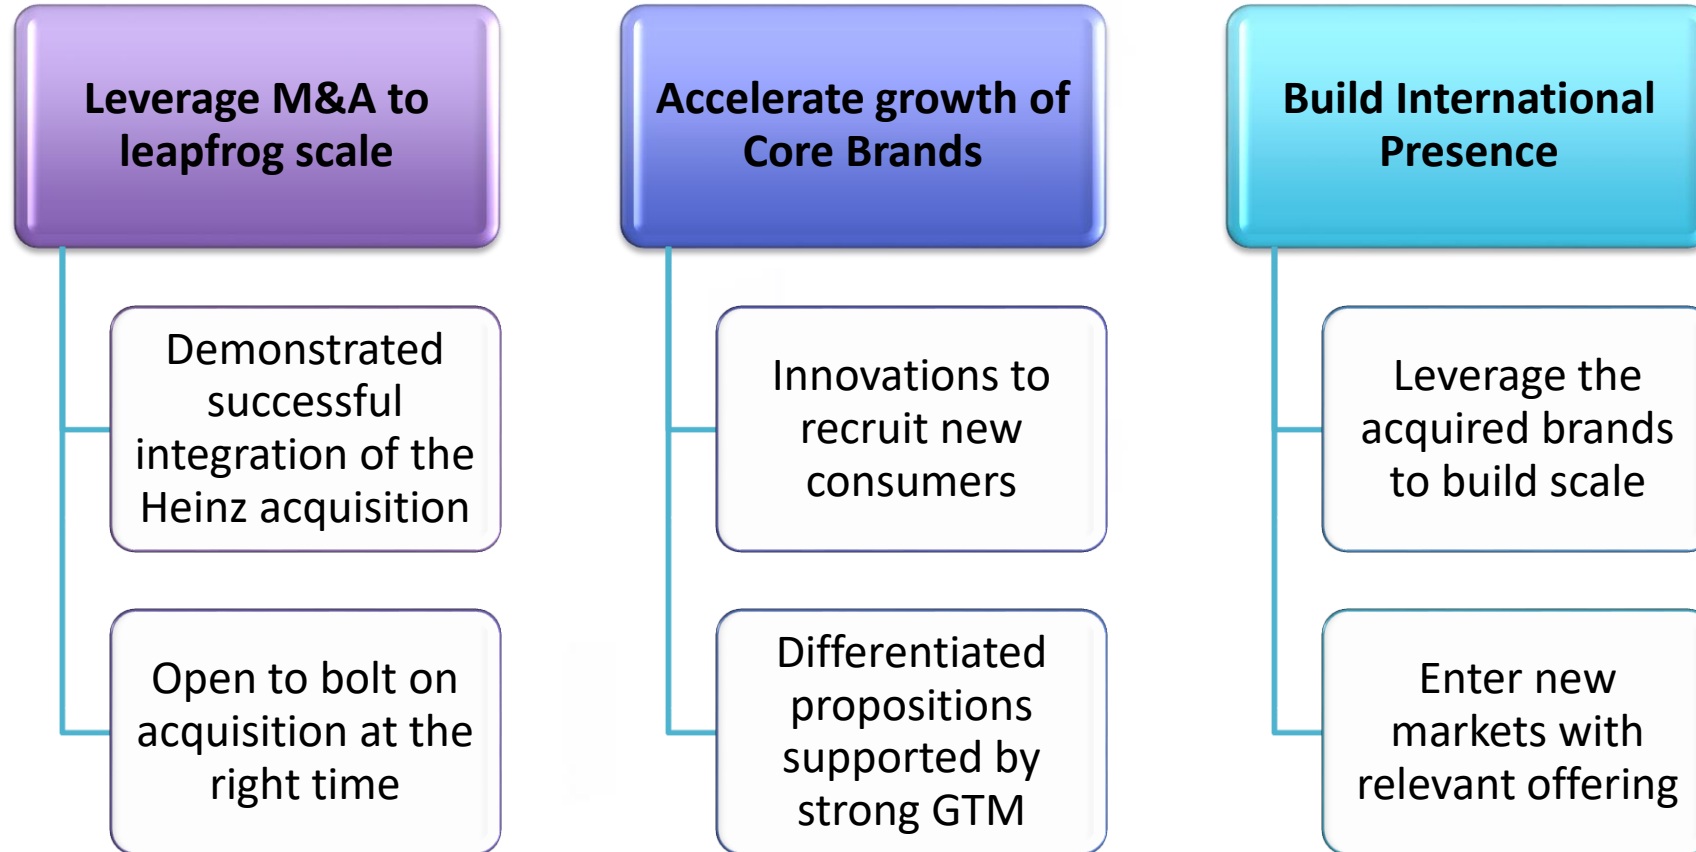 Leverage M&A to
leapfrog scale
Demonstrated
successful
integration of the
Heinz acquisition
Open to bolt on
acquisition at the
right time
Accelerate growth of
Core Brands
Innovations to
recruit new
consumers
Differentiated
propositions
supported by
strong GTM
Build International
Presence
Leverage the
acquired brands
to build scale
Enter new
markets with
relevant offering